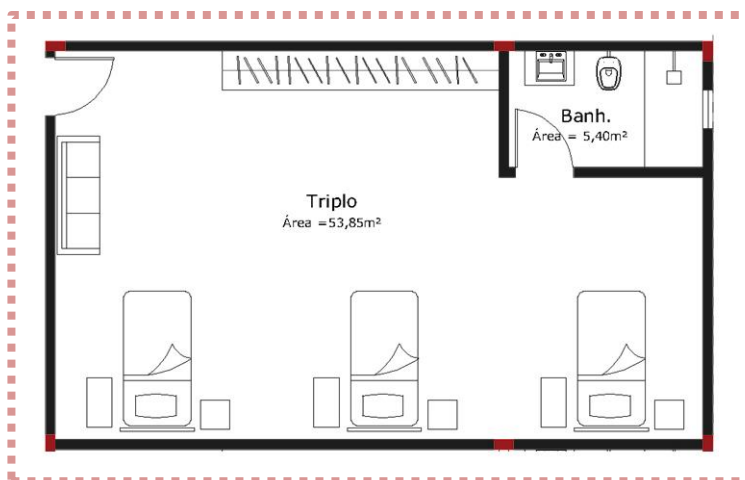 Banh.
Área = 5,40m²
Triplo
Área =53,85m²